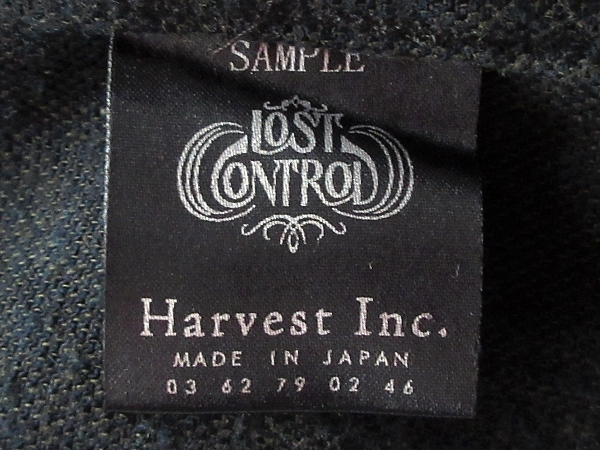 SAMPLE
LOST
CONTROL
Harvest Inc.
MADE IN JAPAN
03 62 79 02 46